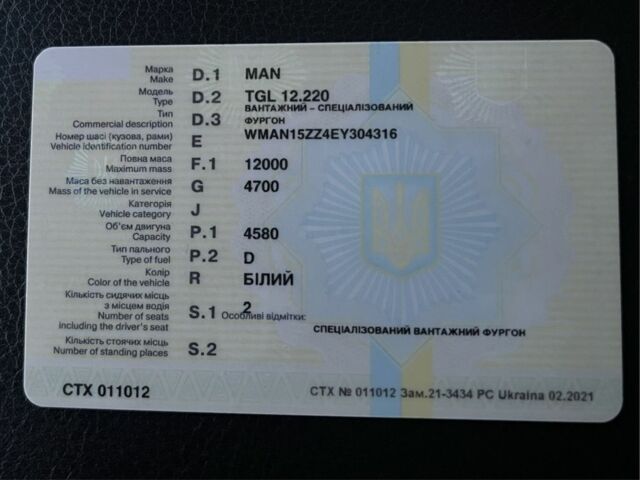 Марка
Make D.1 MAN
Модель
Type D.2 TGL 12.220
Тип ВАНТАЖНИЙ – СПЕЦІАЛІЗОВАНИЙ
Commercial description D.3 ФУРГОН
Номер шасі (кузова, рами)
Vehicle identification number E WMAN15ZZ4EY304316
Повна маса
Maximum mass F.1 12000
Маса без навантаження
Mass of the vehicle in service G 4700
Категорія
Vehicle category J
Об'єм двигуна
Capacity P.1 4580
Тип пального
Type of fuel P.2 D
Колір
Color of the vehicle R БІЛИЙ
Кількість сидячих місць
з місцем водія
Number of seats S.1 2
including the driver's seat
Особливі відмітки:
СПЕЦІАЛІЗОВАНИЙ ВАНТАЖНИЙ ФУРГОН
Кількість стоячих місць
Number of standing places S.2
СТХ 011012
СТХ № 011012 Зам.21-3434 РС Ukraina 02.2021